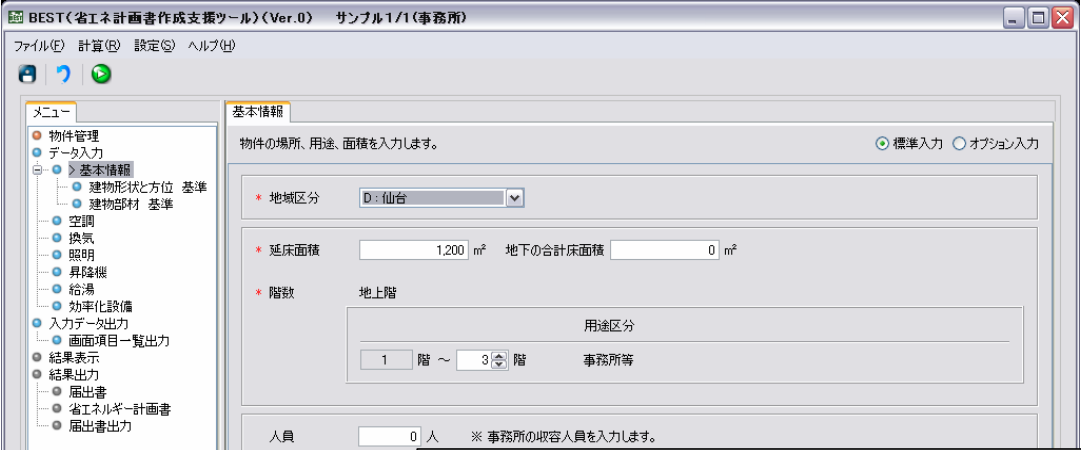 BEST(省エネ計画書作成支援ツール)(Ver.0) サンプル1/1(事務所)
ファイル(F) 計算(R) 設定(S) ヘルプ(H)
メニュー
物件管理
データ入力
> 基本情報
建物形状と方位 基準
建物部材 基準
空調
換気
照明
昇降機
給湯
効率化設備
入力データ出力
画面項目一覧出力
結果表示
結果出力
届出書
省エネルギー計画書
届出書出力
基本情報
物件の場所、用途、面積を入力します。 標準入力 オプション入力
* 地域区分 D:仙台
* 延床面積 1,200 m² 地下の合計床面積 0 m²
* 階数 地上階
用途区分
1 階 ~ 3 階 事務所等
人員 0 人 ※ 事務所の収容人員を入力します。